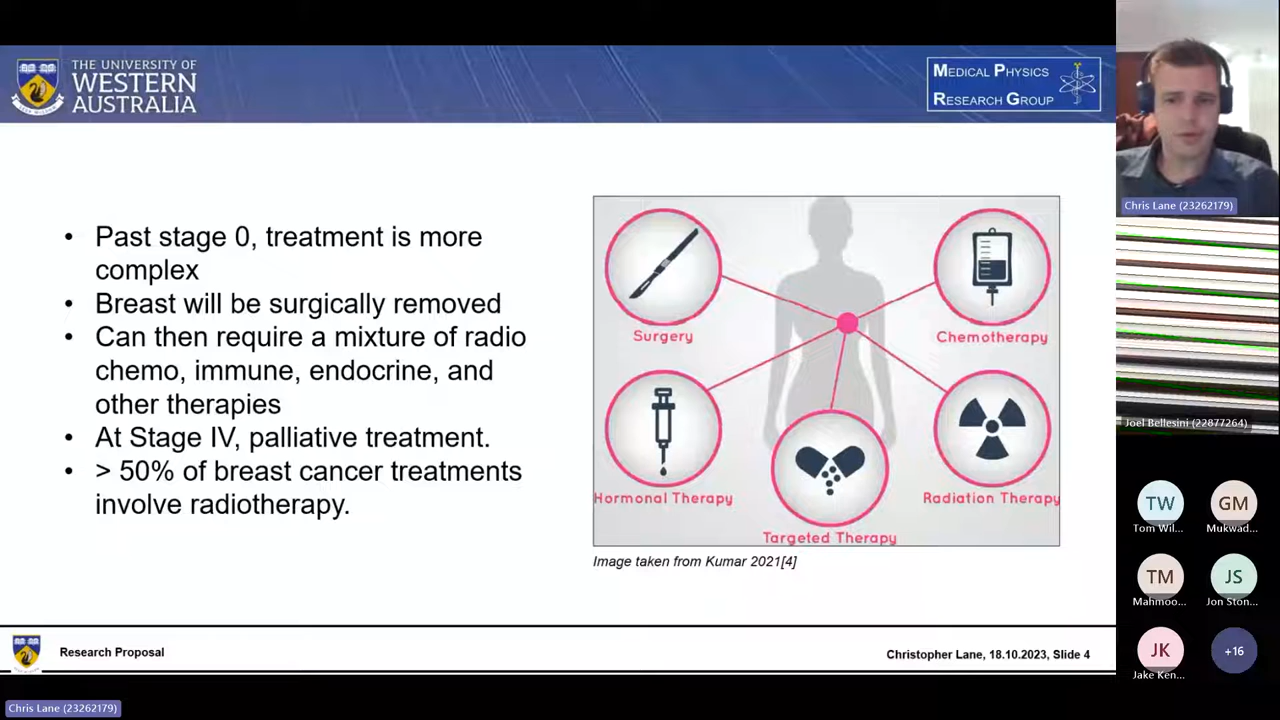 THE UNIVERSITY OF
WESTERN
AUSTRALIA
MEDICAL PHYSICS
RESEARCH GROUP
• Past stage 0, treatment is more
complex
• Breast will be surgically removed
• Can then require a mixture of radio
chemo, immune, endocrine, and
other therapies
• At Stage IV, palliative treatment.
• > 50% of breast cancer treatments
involve radiotherapy.
Surgery
Chemotherapy
Hormonal Therapy
Radiation Therapy
Targeted Therapy
Image taken from Kumar 2021[4]
Research Proposal
Christopher Lane, 18.10.2023, Slide 4
Chris Lane (23262179)
Chris Lane (23262179)
Joel Bellesini (22877264)
TW
GM
Tom Wil...
Mukwad...
TM
JS
Mahmoo...
Jon Ston...
JK
+16
Jake Ken...